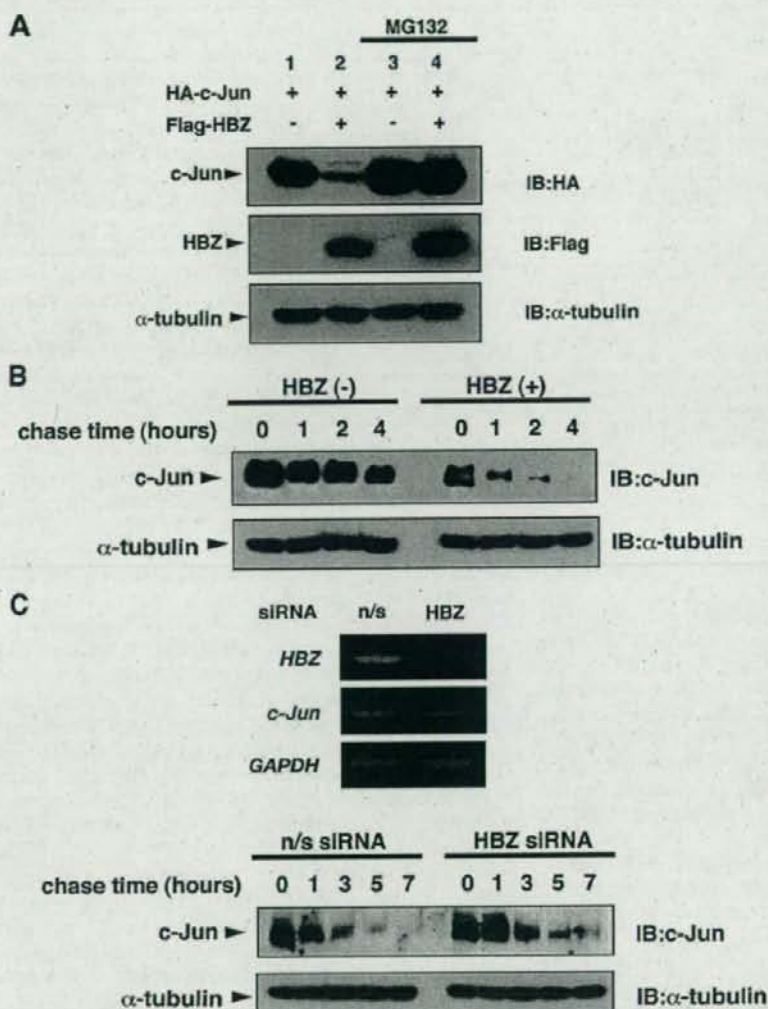 A
MG132
1 2 3 4
HA-c-Jun + + + +
Flag-HBZ - + - +
c-Jun IB:HA
HBZ IB:Flag
α-tubulin IB:α-tubulin
B
HBZ (-) HBZ (+)
chase time (hours) 0 1 2 4 0 1 2 4
c-Jun IB:c-Jun
α-tubulin IB:α-tubulin
C
siRNA n/s HBZ
HBZ
c-Jun
GAPDH
n/s siRNA HBZ siRNA
chase time (hours) 0 1 3 5 7 0 1 3 5 7
c-Jun IB:c-Jun
α-tubulin IB:α-tubulin